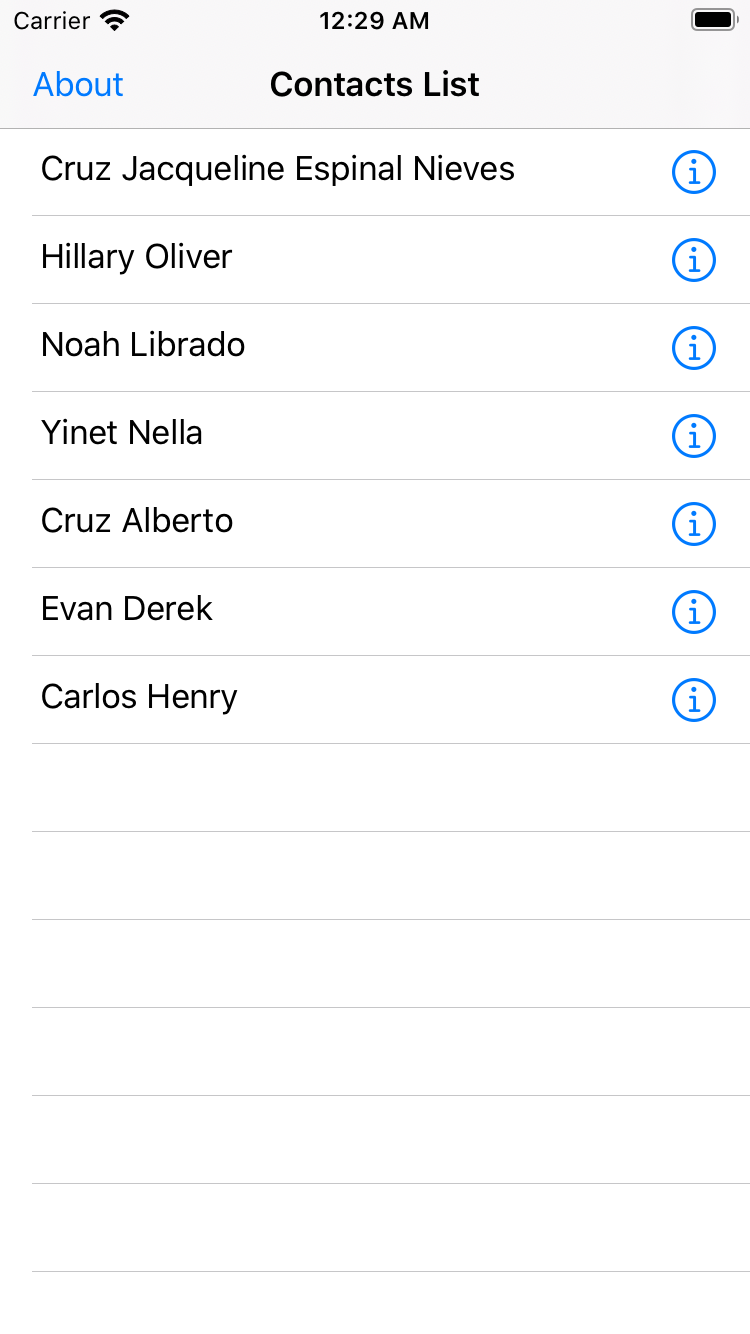 Carrier 12:29 AM
About Contacts List
Cruz Jacqueline Espinal Nieves
Hillary Oliver
Noah Librado
Yinet Nella
Cruz Alberto
Evan Derek
Carlos Henry